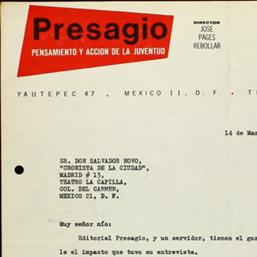 Presagio
PENSAMIENTO Y ACCION DE LA JUVENTUD
DIRECTOR
JOSE
PAGES
REBOLLAR
YAUTEPEC 47 , MEXICO 11, D. F. ·
14 de
SR. DON SALVADOR NOVO,
"CRONISTA DE LA CIUDAD",
MADRID # 13,
TEATRO LA CAPILLA,
COL. DEL CARMEN,
MEXICO 21, D. F.
Muy señor mío:
Editorial Presagio, y un servidor, tienen el
le el impacto que tuvo su entrevista.